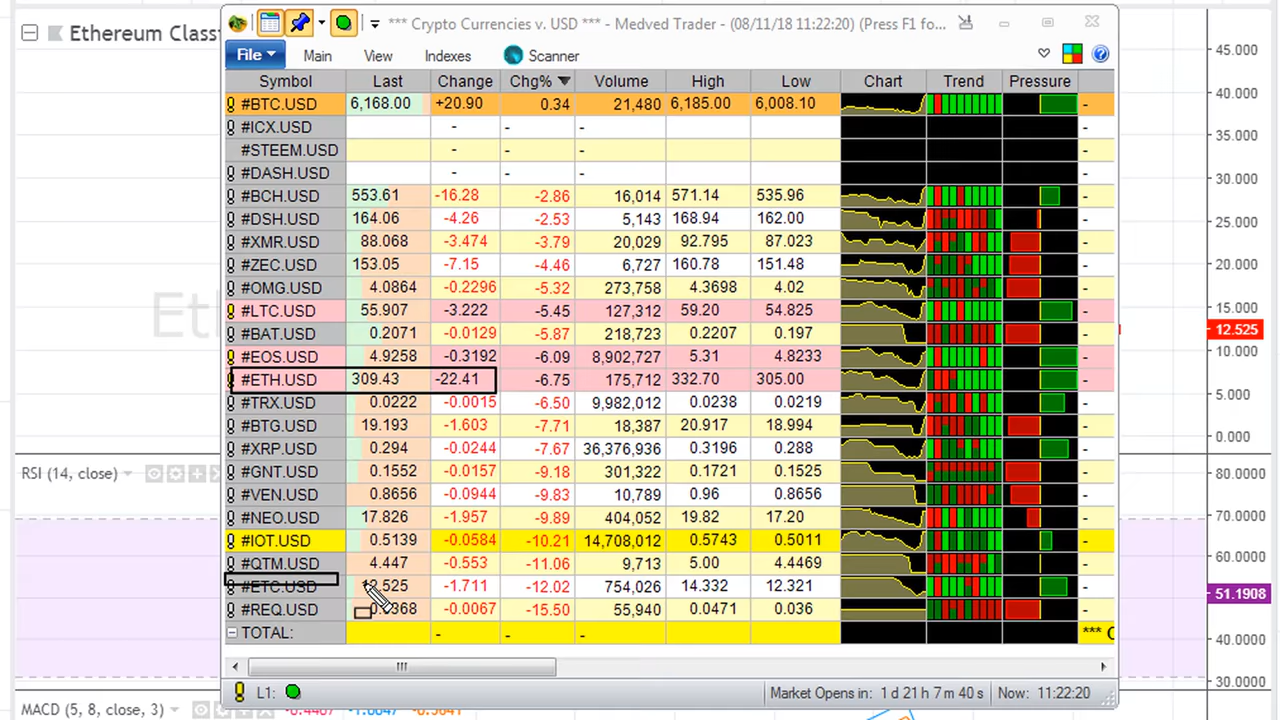 *** Crypto Currencies v. USD *** - Medved Trader - (08/11/18 11:22:20) (Press F1 fo...
Ethereum Class
File Main View Indexes Scanner
Symbol Last Change Chg% Volume High Low Chart Trend Pressure
#BTC.USD 6,168.00 +20.90 0.34 21,480 6,185.00 6,008.10 -
#ICX.USD - - - -
#STEEM.USD - - - -
#DASH.USD - - - -
#BCH.USD 553.61 -16.28 -2.86 16,014 571.14 535.96 -
#DSH.USD 164.06 -4.26 -2.53 5,143 168.94 162.00 -
#XMR.USD 88.068 -3.474 -3.79 20,029 92.795 87.023 -
#ZEC.USD 153.05 -7.15 -4.46 6,727 160.78 151.48 -
#OMG.USD 4.0864 -0.2296 -5.32 273,758 4.3698 4.02 -
#LTC.USD 55.907 -3.222 -5.45 127,312 59.20 54.825 -
#BAT.USD 0.2071 -0.0129 -5.87 218,723 0.2207 0.197 -
#EOS.USD 4.9258 -0.3192 -6.09 8,902,727 5.31 4.8233 -
#ETH.USD 309.43 -22.41 -6.75 175,712 332.70 305.00 -
#TRX.USD 0.0222 -0.0015 -6.50 9,982,012 0.0238 0.0219 -
#BTG.USD 19.193 -1.603 -7.71 18,387 20.917 18.994 -
#XRP.USD 0.294 -0.0244 -7.67 36,376,936 0.3196 0.288 -
#GNT.USD 0.1552 -0.0157 -9.18 301,322 0.1721 0.1525 -
#VEN.USD 0.8656 -0.0944 -9.83 10,789 0.96 0.8656 -
#NEO.USD 17.826 -1.957 -9.89 404,052 19.82 17.20 -
#IOT.USD 0.5139 -0.0584 -10.21 14,708,012 0.5743 0.5011 -
#QTM.USD 4.447 -0.553 -11.06 9,713 5.00 4.4469 -
#ETC.USD -1.711 -12.02 754,026 14.332 12.321 -
#REQ.USD -0.0067 -15.50 55,940 0.0471 0.036 -
TOTAL: - - - ***
L1: Market Opens in: 1 d 21 h 7 m 40 s Now: 11:22:20
Eth
45.000
40.000
35.000
30.000
25.000
20.000
15.000
12.525
10.000
5.000
0.000
RSI (14, close)
80.0000
70.0000
60.0000
51.1908
40.0000
30.0000
MACD (5, 8, close, 3)